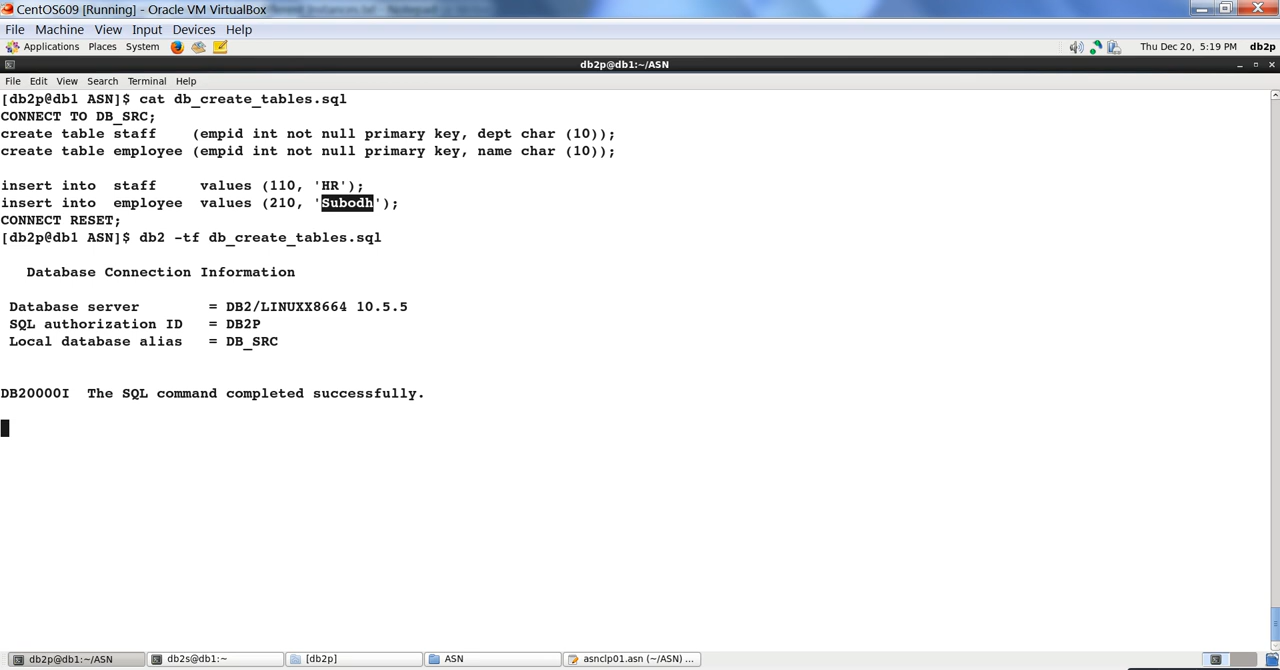 CentOS609 [Running] - Oracle VM VirtualBox
File Machine View Input Devices Help
Applications Places System Thu Dec 20, 5:19 PM db2p
db2p@db1:~/ASN
File Edit View Search Terminal Help
[db2p@db1 ASN]$ cat db_create_tables.sql
CONNECT TO DB_SRC;
create table staff    (empid int not null primary key, dept char (10));
create table employee (empid int not null primary key, name char (10));
insert into  staff     values (110, 'HR');
insert into  employee  values (210, 'Subodh');
CONNECT RESET;
[db2p@db1 ASN]$ db2 -tf db_create_tables.sql
Database Connection Information
Database server        = DB2/LINUXX8664 10.5.5
SQL authorization ID   = DB2P
Local database alias   = DB_SRC
DB20000I  The SQL command completed successfully.
db2p@db1:~/ASN db2s@db1:~ [db2p] ASN asnclp01.asn (~/ASN) ...